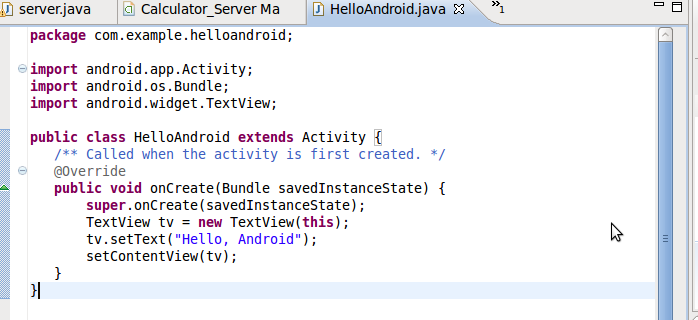 server.java Calculator_Server Ma HelloAndroid.java »1
package com.example.helloandroid;
import android.app.Activity;
import android.os.Bundle;
import android.widget.TextView;
public class HelloAndroid extends Activity {
/** Called when the activity is first created. */
@Override
public void onCreate(Bundle savedInstanceState) {
super.onCreate(savedInstanceState);
TextView tv = new TextView(this);
tv.setText("Hello, Android");
setContentView(tv);
}
}